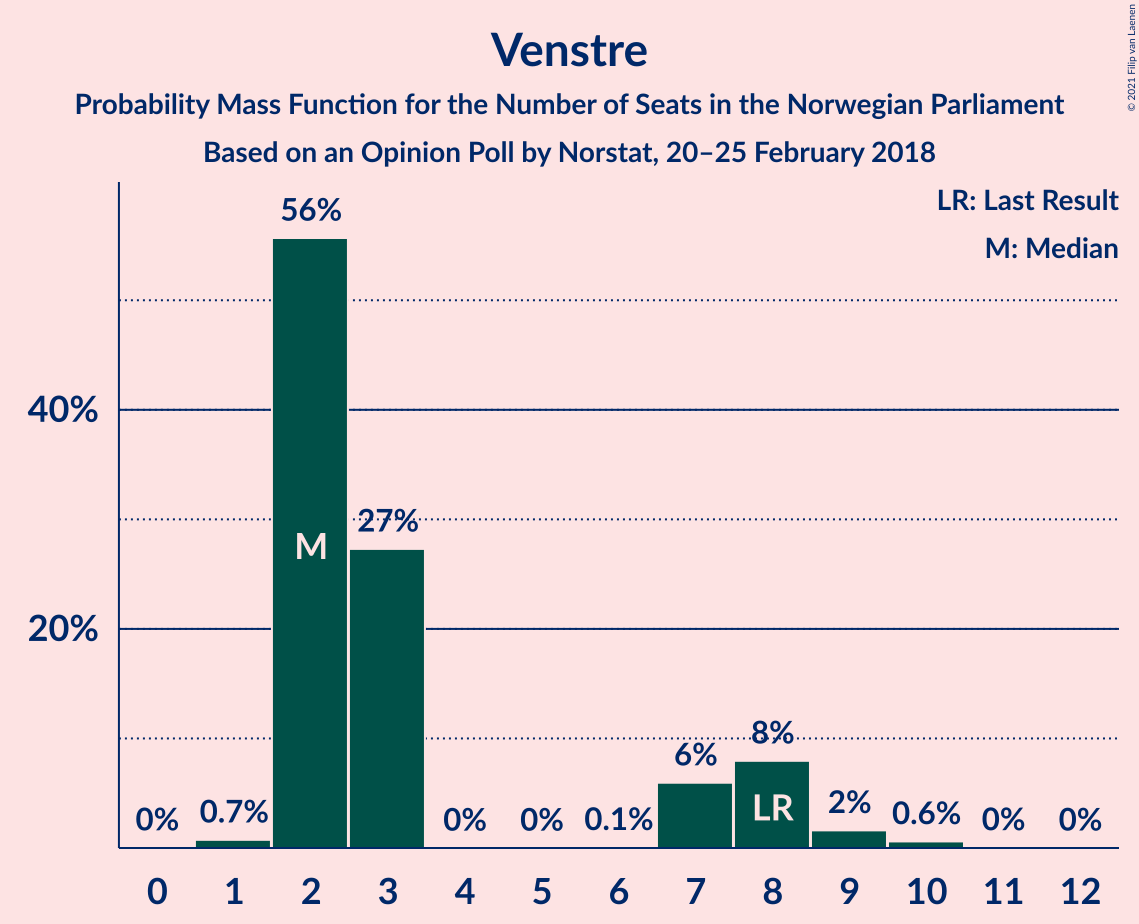 Venstre
Probability Mass Function for the Number of Seats in the Norwegian Parliament
Based on an Opinion Poll by Norstat, 20–25 February 2018
© 2021 Filip van Laenen
LR: Last Result
M: Median
56%
40%
27%
M
20%
8%
6%
LR
0% 0.7% 0% 0% 0.1% 2% 0.6% 0% 0%
0 1 2 3 4 5 6 7 8 9 10 11 12